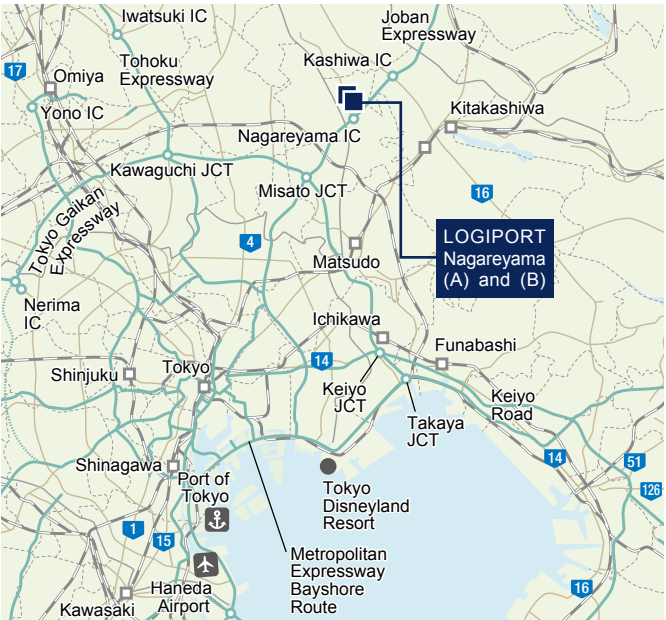 Iwatsuki IC
Joban
Expressway
Tohoku
Expressway
Kashiwa IC
17
Omiya
Yono IC
Kitakashiwa
Nagareyama IC
Kawaguchi JCT
Misato JCT
16
Tokyo Gaikan
Expressway
4
LOGIPORT
Nagareyama
(A) and (B)
Matsudo
Nerima
IC
Ichikawa
Funabashi
14
Shinjuku
Tokyo
Keiyo
JCT
Keiyo
Road
Takaya
JCT
Shinagawa
Port of
Tokyo
14
51
126
Tokyo
Disneyland
Resort
1
15
Metropolitan
Expressway
Bayshore
Route
Haneda
Airport
16
Kawasaki